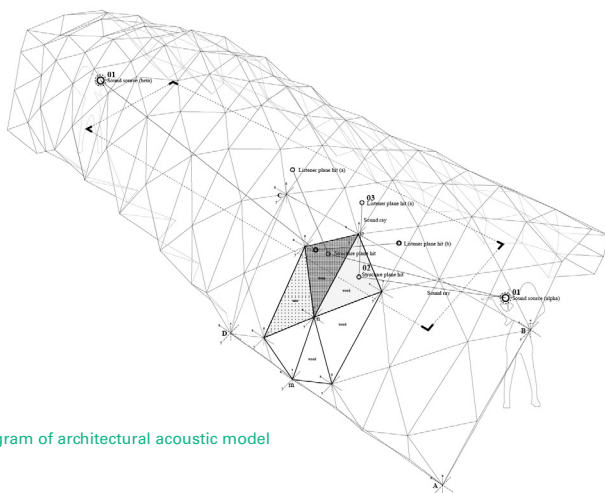 01
Sound source (beta)
Listener plane hit (a)
C
03
Listener plane hit (a)
Sound ray
Listener plane hit (b)
Structure plane hit
02
Structure plane hit
01
Sound ray
Sound source (alpha)
wood
wood
n
D
B
wood
m
gram of architectural acoustic model
A